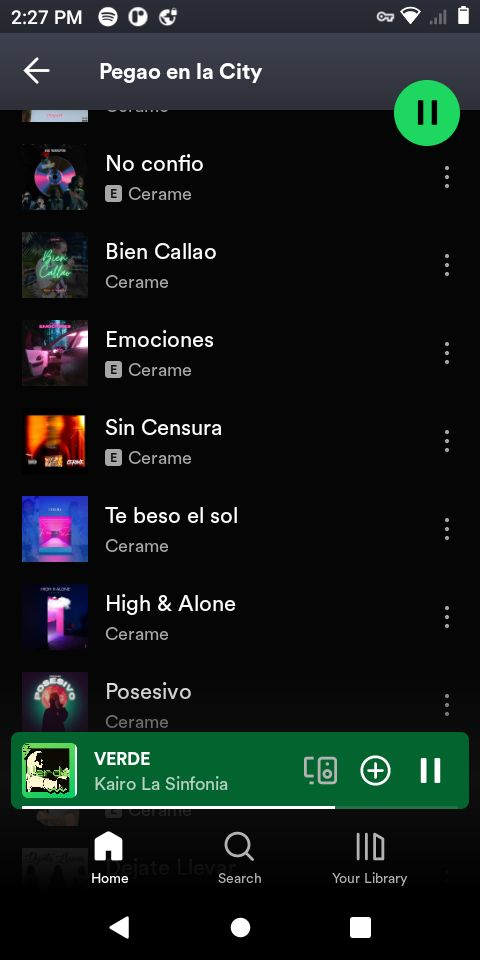 2:27 PM
Pegao en la City
Cerame
No confio
E Cerame
Bien Callao
Cerame
Emociones
E Cerame
Sin Censura
E Cerame
Te beso el sol
Cerame
High & Alone
Cerame
Posesivo
Cerame
VERDE
Kairo La Sinfonia
E Cerame
Dejate Llevar
Home
Search
Your Library